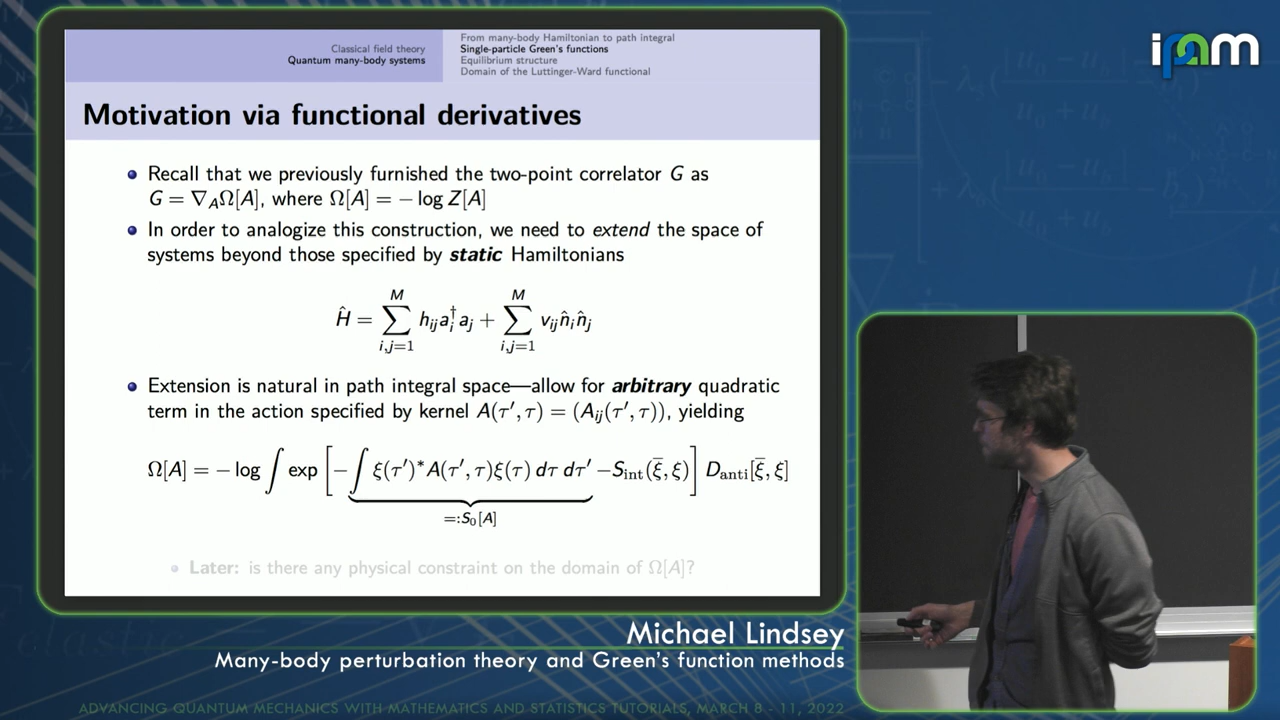 Classical field theory
Quantum many-body systems
From many-body Hamiltonian to path integral
Single-particle Green's functions
Equilibrium structure
Domain of the Luttinger-Ward functional
ipam
Motivation via functional derivatives
Recall that we previously furnished the two-point correlator G as
G = ∇_AΩ[A], where Ω[A] = − log Z[A]
In order to analogize this construction, we need to extend the space of
systems beyond those specified by static Hamiltonians
Ĥ = ∑_{i,j=1}^{M} h_{ij} a_i^† a_j + ∑_{i,j=1}^{M} v_{ij} n̂_i n̂_j
Extension is natural in path integral space—allow for arbitrary quadratic
term in the action specified by kernel A(τ′, τ) = (A_{ij}(τ′, τ)), yielding
Ω[A] = − log ∫ exp [ − ∫ ξ(τ′)* A(τ′, τ)ξ(τ) dτ dτ′ − S_int(ξ̅, ξ) ] D_anti[ξ̅, ξ]
=:S_0[A]
Later: is there any physical constraint on the domain of Ω[A]?
Michael Lindsey
Many-body perturbation theory and Green's function methods
ADVANCING QUANTUM MECHANICS WITH MATHEMATICS AND STATISTICS TUTORIALS, MARCH 8 - 11, 2022